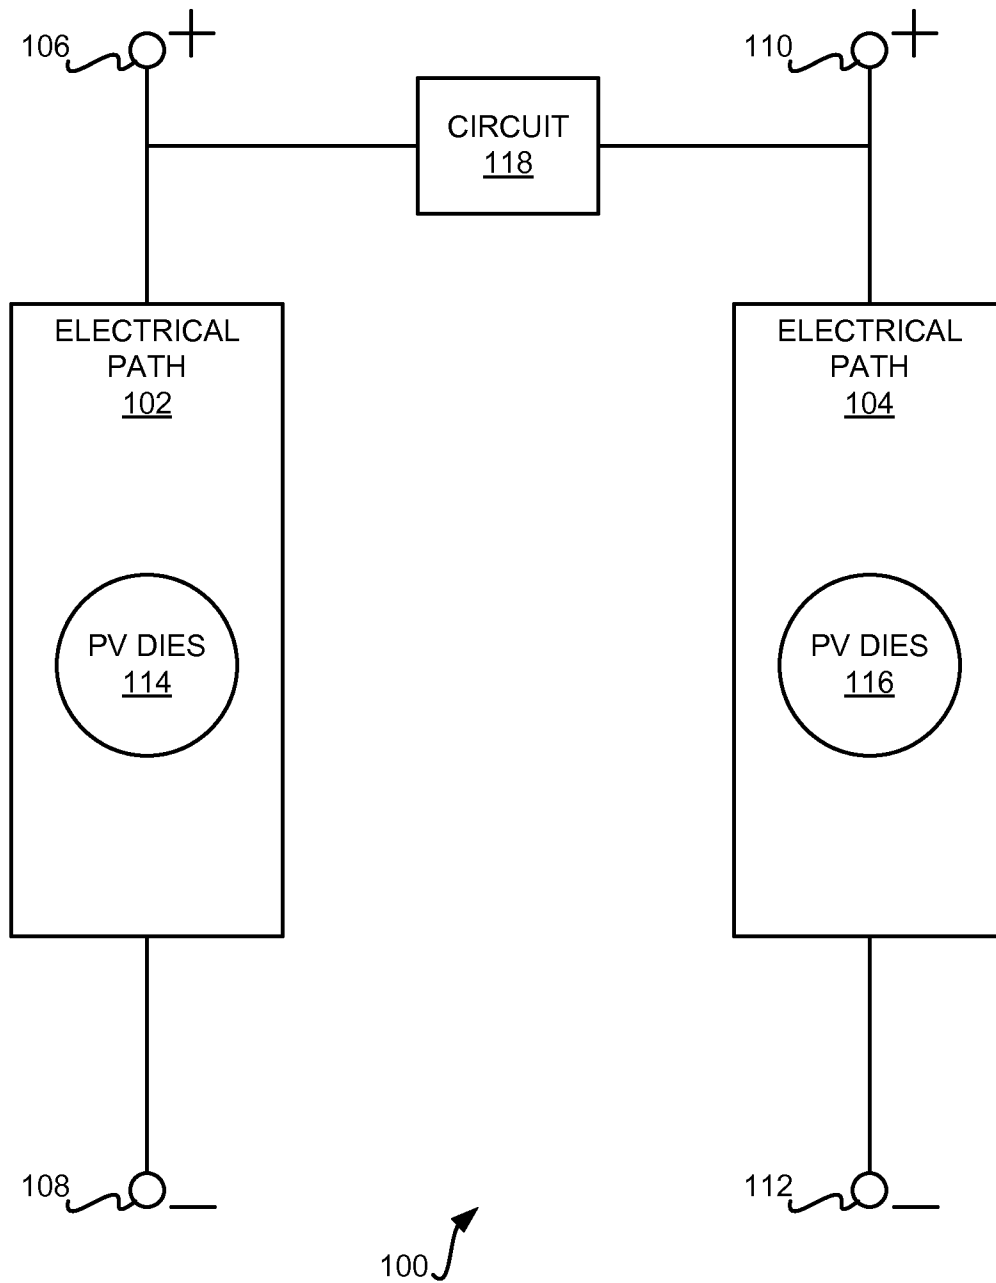 106 +
110 +
CIRCUIT
118
ELECTRICAL
PATH
102
ELECTRICAL
PATH
104
PV DIES
114
PV DIES
116
108 —
112 —
100